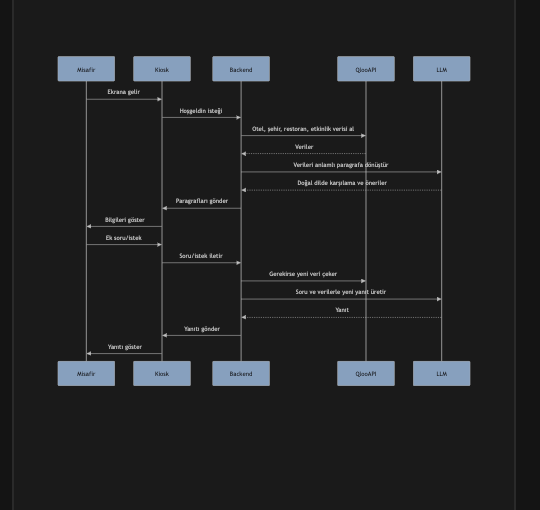 Misafir
Kiosk
Backend
QlooAPI
LLM
Ekrana gelir
Hoşgeldin isteği
Otel, şehir, restoran, etkinlik verisi al
Veriler
Verileri anlamlı paragrafa dönüştür
Doğal dilde karşılama ve öneriler
Paragrafları gönder
Bilgileri göster
Ek soru/istek
Soru/istek iletir
Gerekirse yeni veri çeker
Soru ve verilerle yeni yanıt üretir
Yanıt
Yanıtı gönder
Yanıtı göster
Misafir
Kiosk
Backend
QlooAPI
LLM